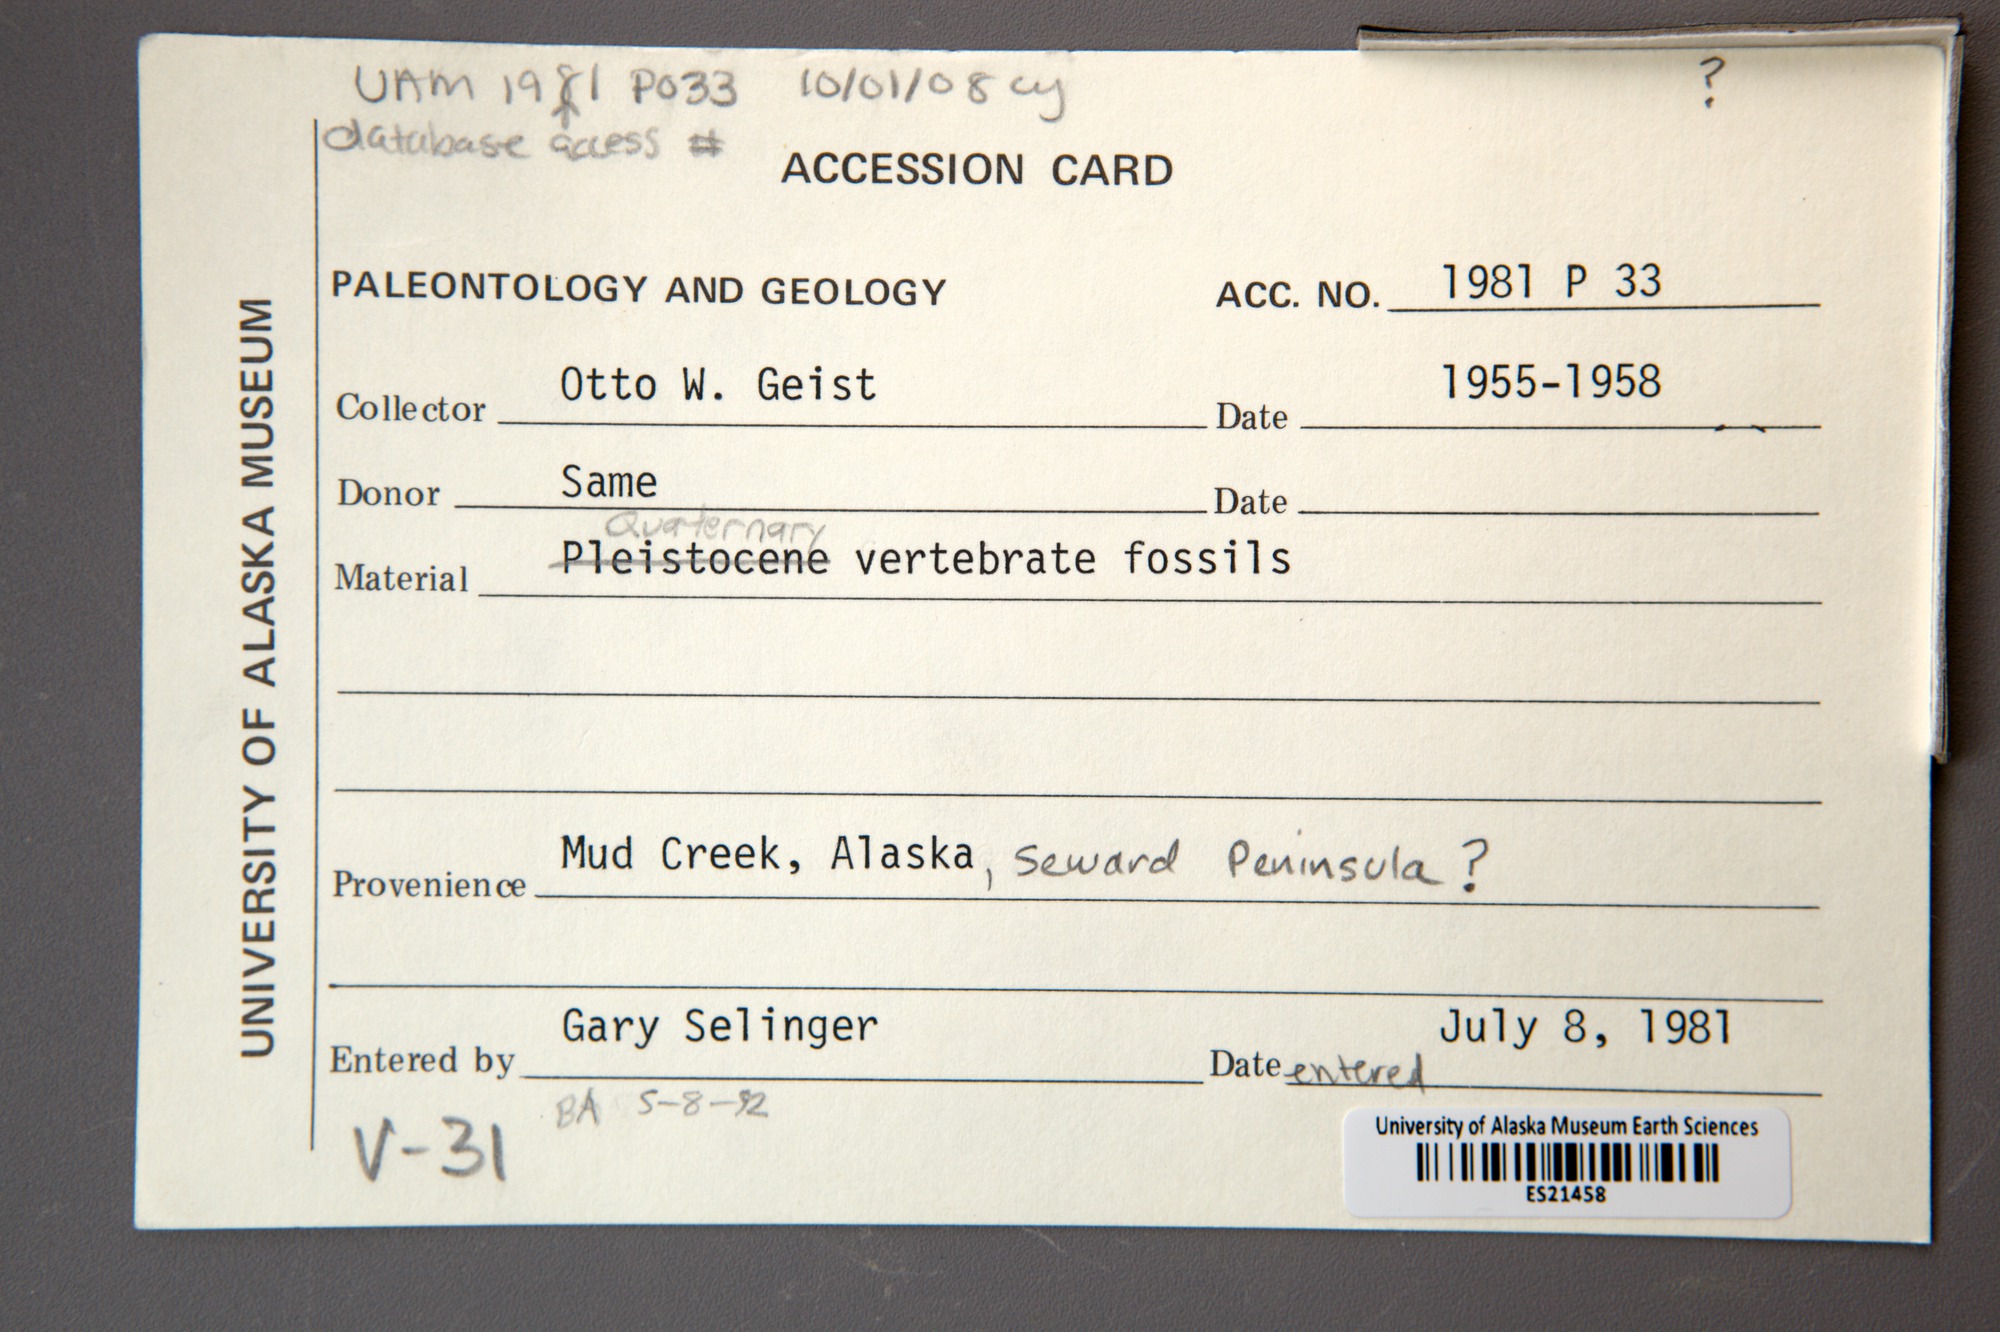 UAM 1981 P033 10/01/08 cy
?
database access #
ACCESSION CARD
UNIVERSITY OF ALASKA MUSEUM
PALEONTOLOGY AND GEOLOGY ACC. NO. 1981 P 33
Collector Otto W. Geist Date 1955-1958
Donor Same Date
Quaternary
Material Pleistocene vertebrate fossils
Provenience Mud Creek, Alaska, Seward Peninsula?
Entered by Gary Selinger Date entered July 8, 1981
BA 5-8-92
V-31
University of Alaska Museum Earth Sciences
ES21458